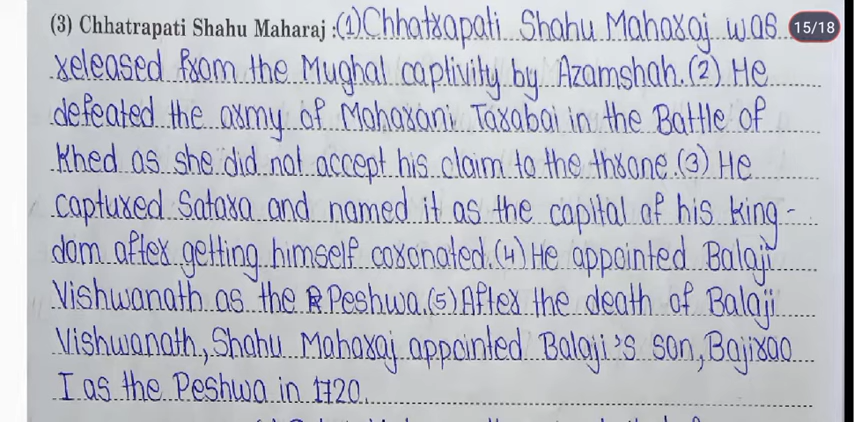 (3) Chhatrapati Shahu Maharaj :(1)Chhatrapati Shahu Maharaj was 15/18
released from the Mughal captivity by Azamshah.(2) He
defeated the army of Maharani Tarabai in the Battle of
Khed as she did not accept his claim to the throne.(3) He
captured Satara and named it as the capital of his king-
dom after getting himself coronated.(4)He appointed Balaji
Vishwanath as the Peshwa.(5)After the death of Balaji
Vishwanath, Shahu Maharaj appointed Balaji's son, Bajirao
I as the Peshwa in 1720.